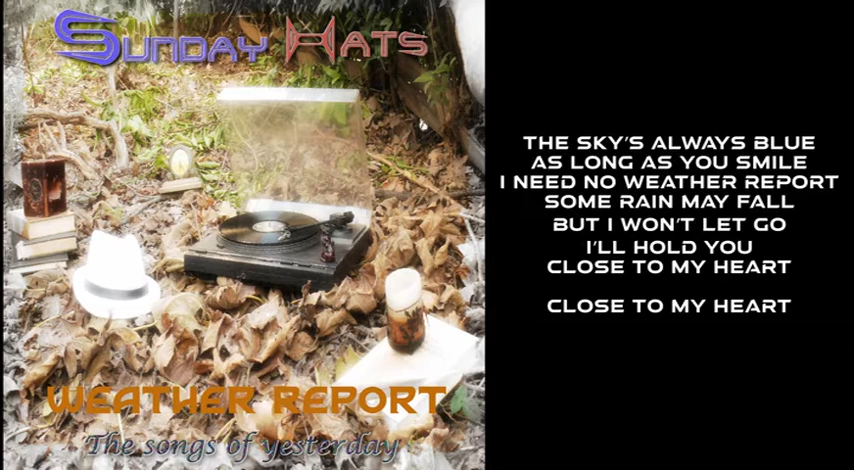 Sunday Hats
WEATHER REPORT
The songs of yesterday
THE SKY'S ALWAYS BLUE
AS LONG AS YOU SMILE
I NEED NO WEATHER REPORT
SOME RAIN MAY FALL
BUT I WON'T LET GO
I'LL HOLD YOU
CLOSE TO MY HEART
CLOSE TO MY HEART